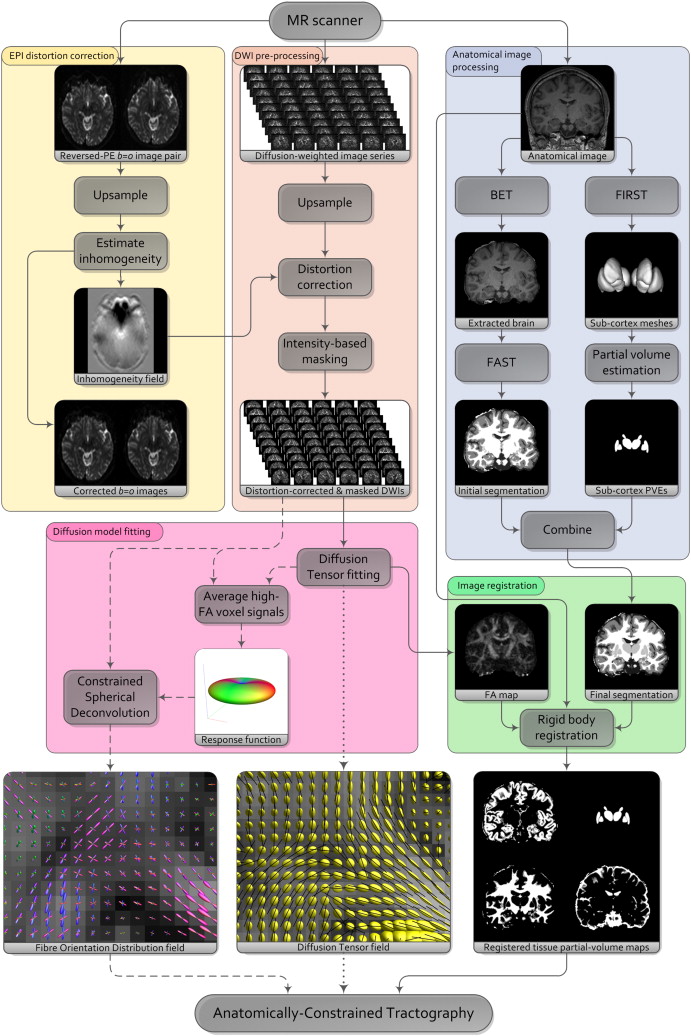 MR scanner
EPI distortion correction
Reversed-PE b=0 image pair
Upsample
Estimate
inhomogeneity
Inhomogeneity field
Corrected b=0 images
DWI pre-processing
Diffusion-weighted image series
Upsample
Distortion
correction
Intensity-based
masking
Distortion-corrected & masked DWIs
Anatomical image
processing
Anatomical image
BET
FIRST
Extracted brain
Sub-cortex meshes
FAST
Partial volume
estimation
Initial segmentation
Sub-cortex PVEs
Combine
Diffusion model fitting
Diffusion
Tensor fitting
Average high-
FA voxel signals
Constrained
Spherical
Deconvolution
Response function
Image registration
FA map
Final segmentation
Rigid body
registration
Fibre Orientation Distribution field
Diffusion Tensor field
Registered tissue partial-volume maps
Anatomically-Constrained Tractography